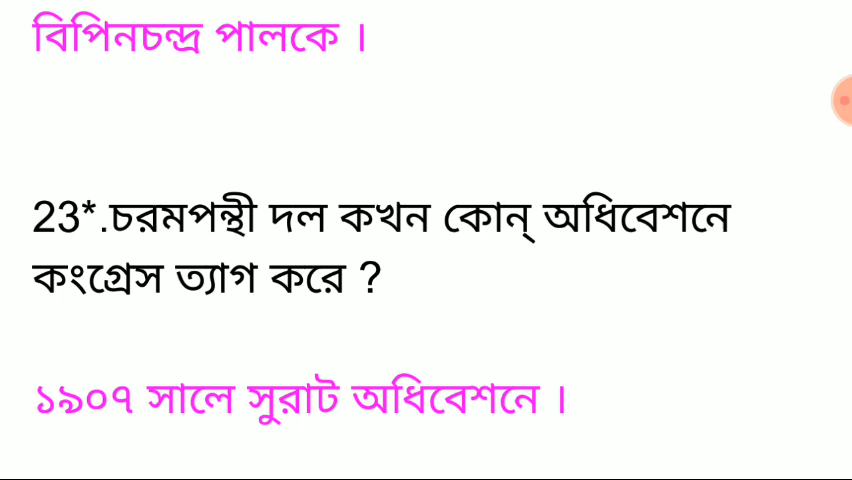 বিপিনচন্দ্র পালকে ।
23*.চরমপন্থী দল কখন কোন্ অধিবেশনে
কংগ্রেস ত্যাগ করে ?
১৯০৭ সালে সুরাট অধিবেশনে ।